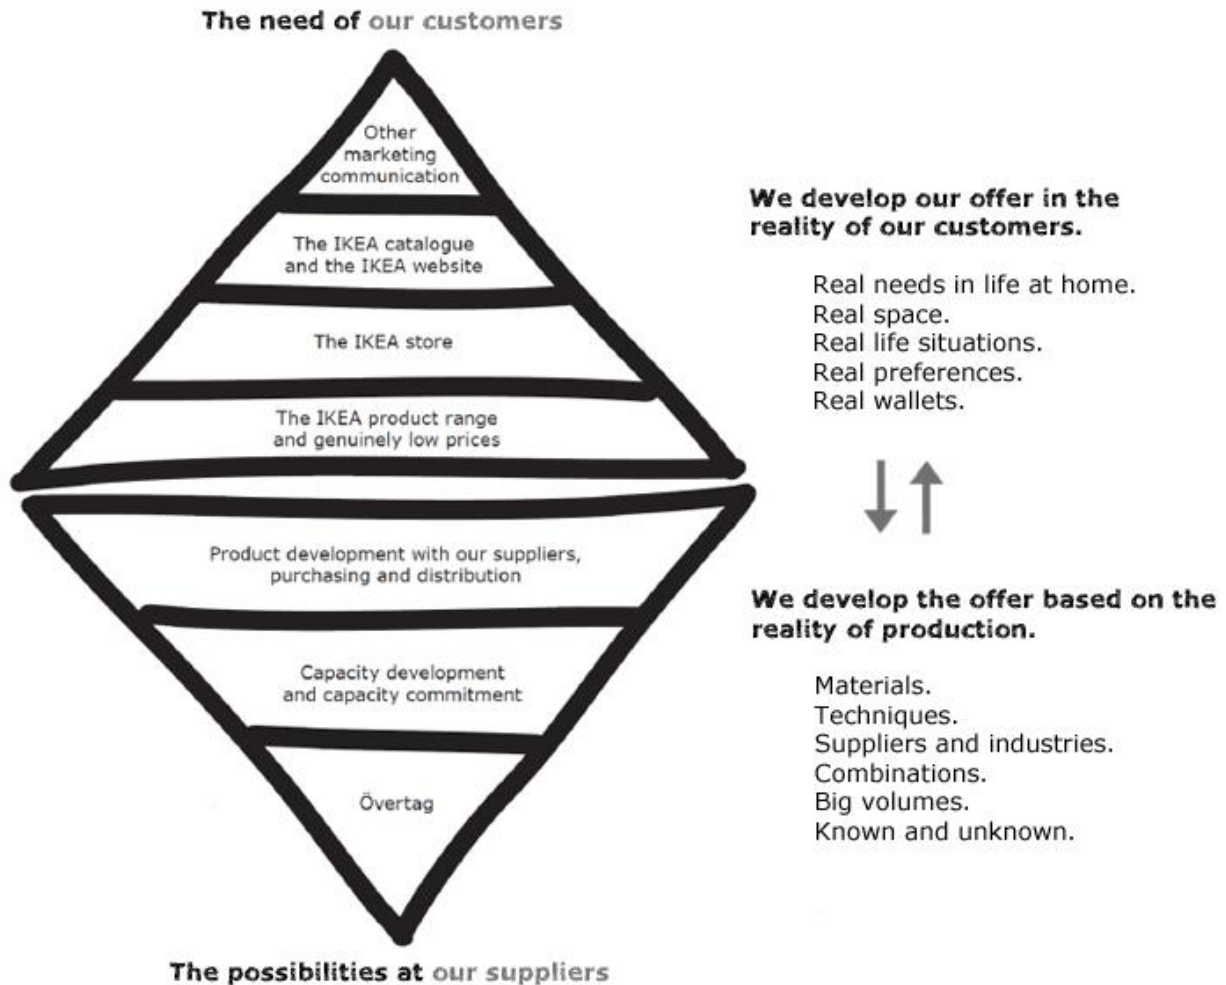 The need of our customers
Other
marketing
communication
The IKEA catalogue
and the IKEA website
The IKEA store
The IKEA product range
and genuinely low prices
Product development with our suppliers,
purchasing and distribution
Capacity development
and capacity commitment
Övertag
The possibilities at our suppliers
We develop our offer in the
reality of our customers.
Real needs in life at home.
Real space.
Real life situations.
Real preferences.
Real wallets.
We develop the offer based on the
reality of production.
Materials.
Techniques.
Suppliers and industries.
Combinations.
Big volumes.
Known and unknown.